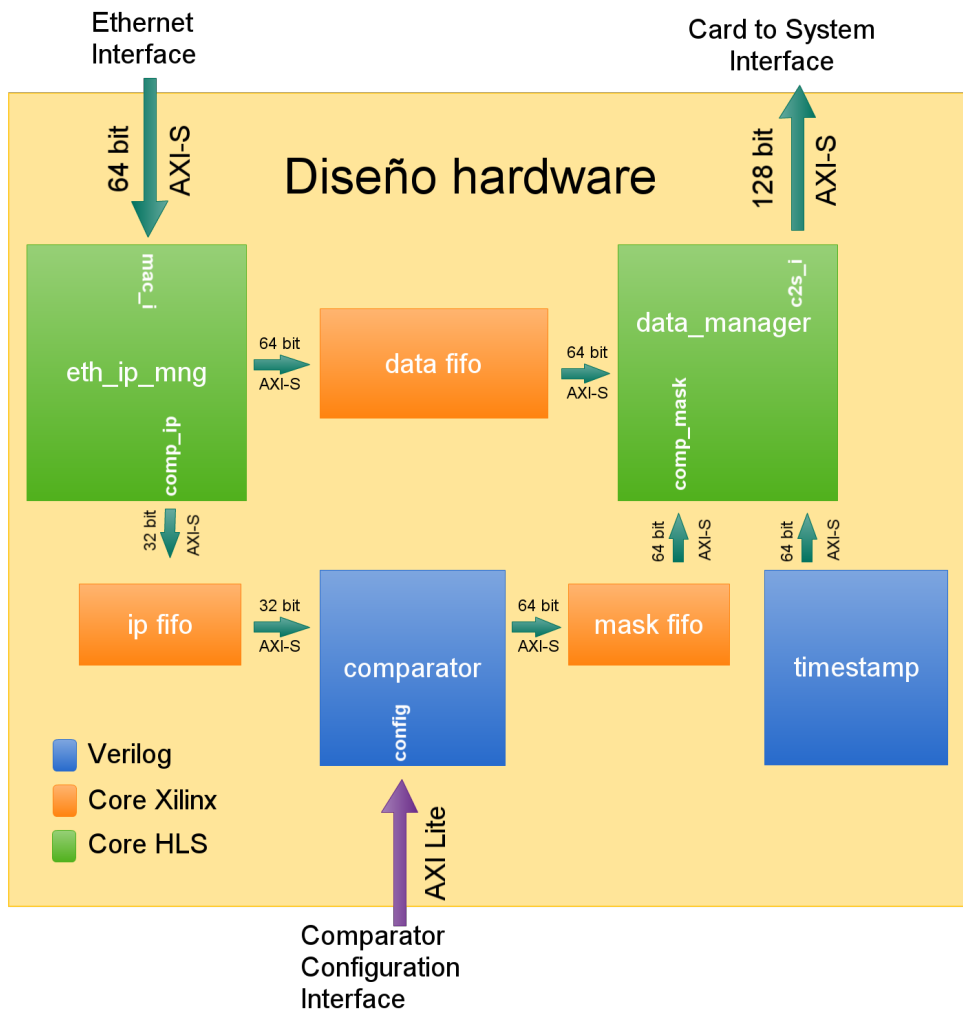 Ethernet
Interface
Card to System
Interface
64 bit
AXI-S
128 bit
AXI-S
Diseño hardware
mac_i
eth_ip_mng
comp_ip
64 bit
AXI-S
data fifo
64 bit
AXI-S
c2s_i
data_manager
comp_mask
32 bit
AXI-S
64 bit
AXI-S
64 bit
AXI-S
ip fifo
32 bit
AXI-S
comparator
config
64 bit
AXI-S
mask fifo
timestamp
Verilog
Core Xilinx
Core HLS
AXI Lite
Comparator
Configuration
Interface